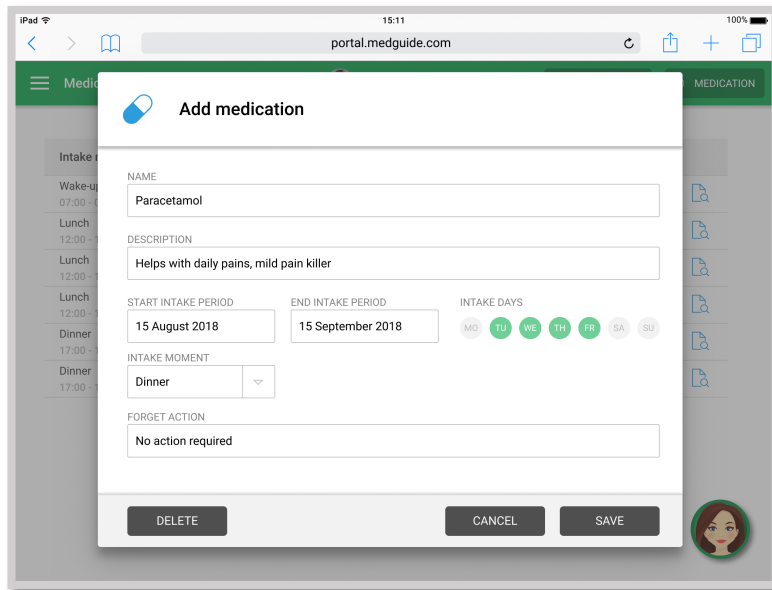 iPad 15:11 100%
portal.medguide.com
MEDICATION
Add medication
Intake
NAME
Wake-up
Paracetamol
07:00 -
Lunch
12:00 -
DESCRIPTION
Lunch
Helps with daily pains, mild pain killer
12:00 -
Lunch
START INTAKE PERIOD END INTAKE PERIOD INTAKE DAYS
12:00 -
15 August 2018 15 September 2018 MO TU WE TH FR SA SU
Dinner
17:00 -
INTAKE MOMENT
Dinner
Dinner
17:00 -
FORGET ACTION
No action required
DELETE CANCEL SAVE